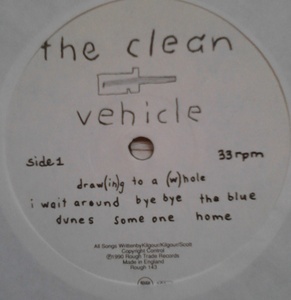 the clean
vehicle
side 1 33 rpm
draw(in)g to a (w)hole
i wait around bye bye the blue
dunes some one home
All Songs Written by Kilgour/Kilgour/Scott
Copyright Control
℗1990 Rough Trade Records
Made in England
Rough 143